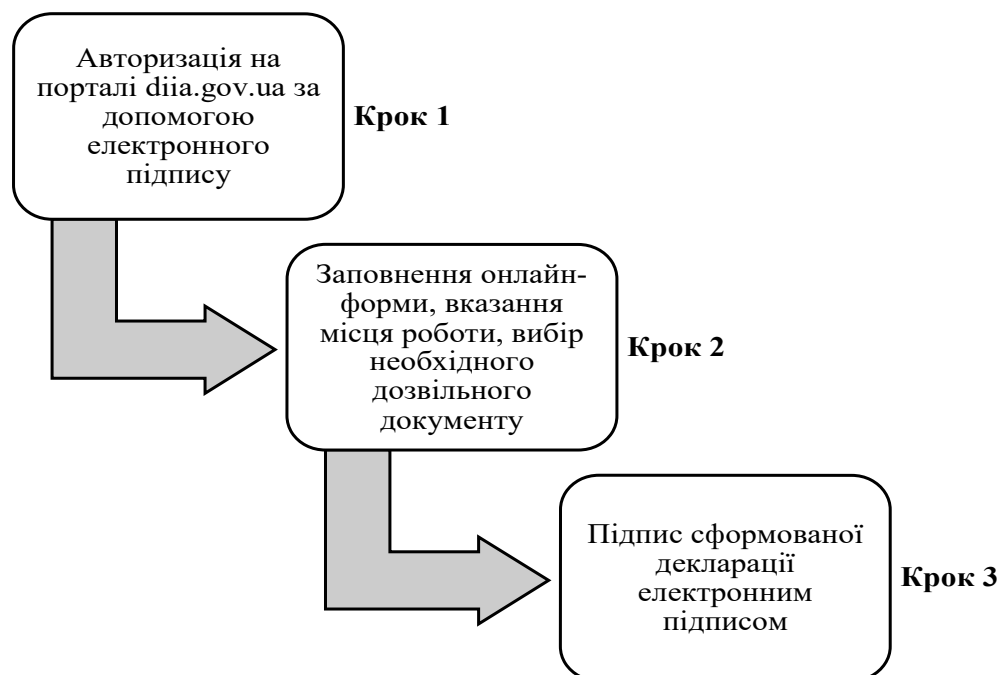 Авторизація на
порталі diia.gov.ua за
допомогою
електронного
підпису
Крок 1
Заповнення онлайн-
форми, вказання
місця роботи, вибір
необхідного
дозвільного
документу
Крок 2
Підпис сформованої
декларації
електронним
підписом
Крок 3